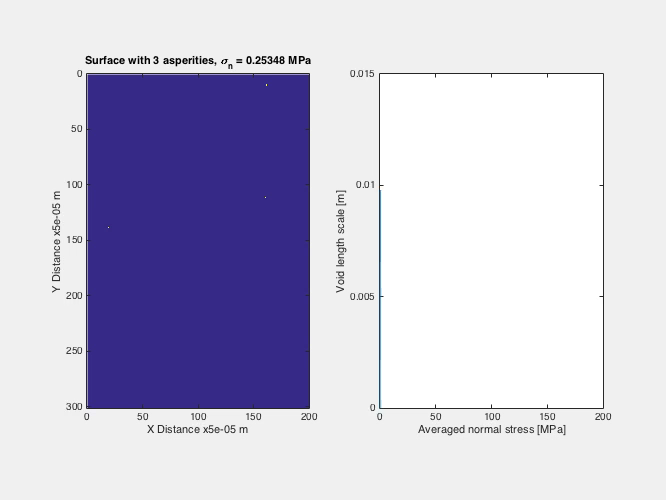 Surface with 3 asperities, σn = 0.25348 MPa
0
50
100
150
200
250
300
0 50 100 150 200
Y Distance x5e-05 m
X Distance x5e-05 m
0.015
0.01
0.005
0
0 50 100 150 200
Void length scale [m]
Averaged normal stress [MPa]